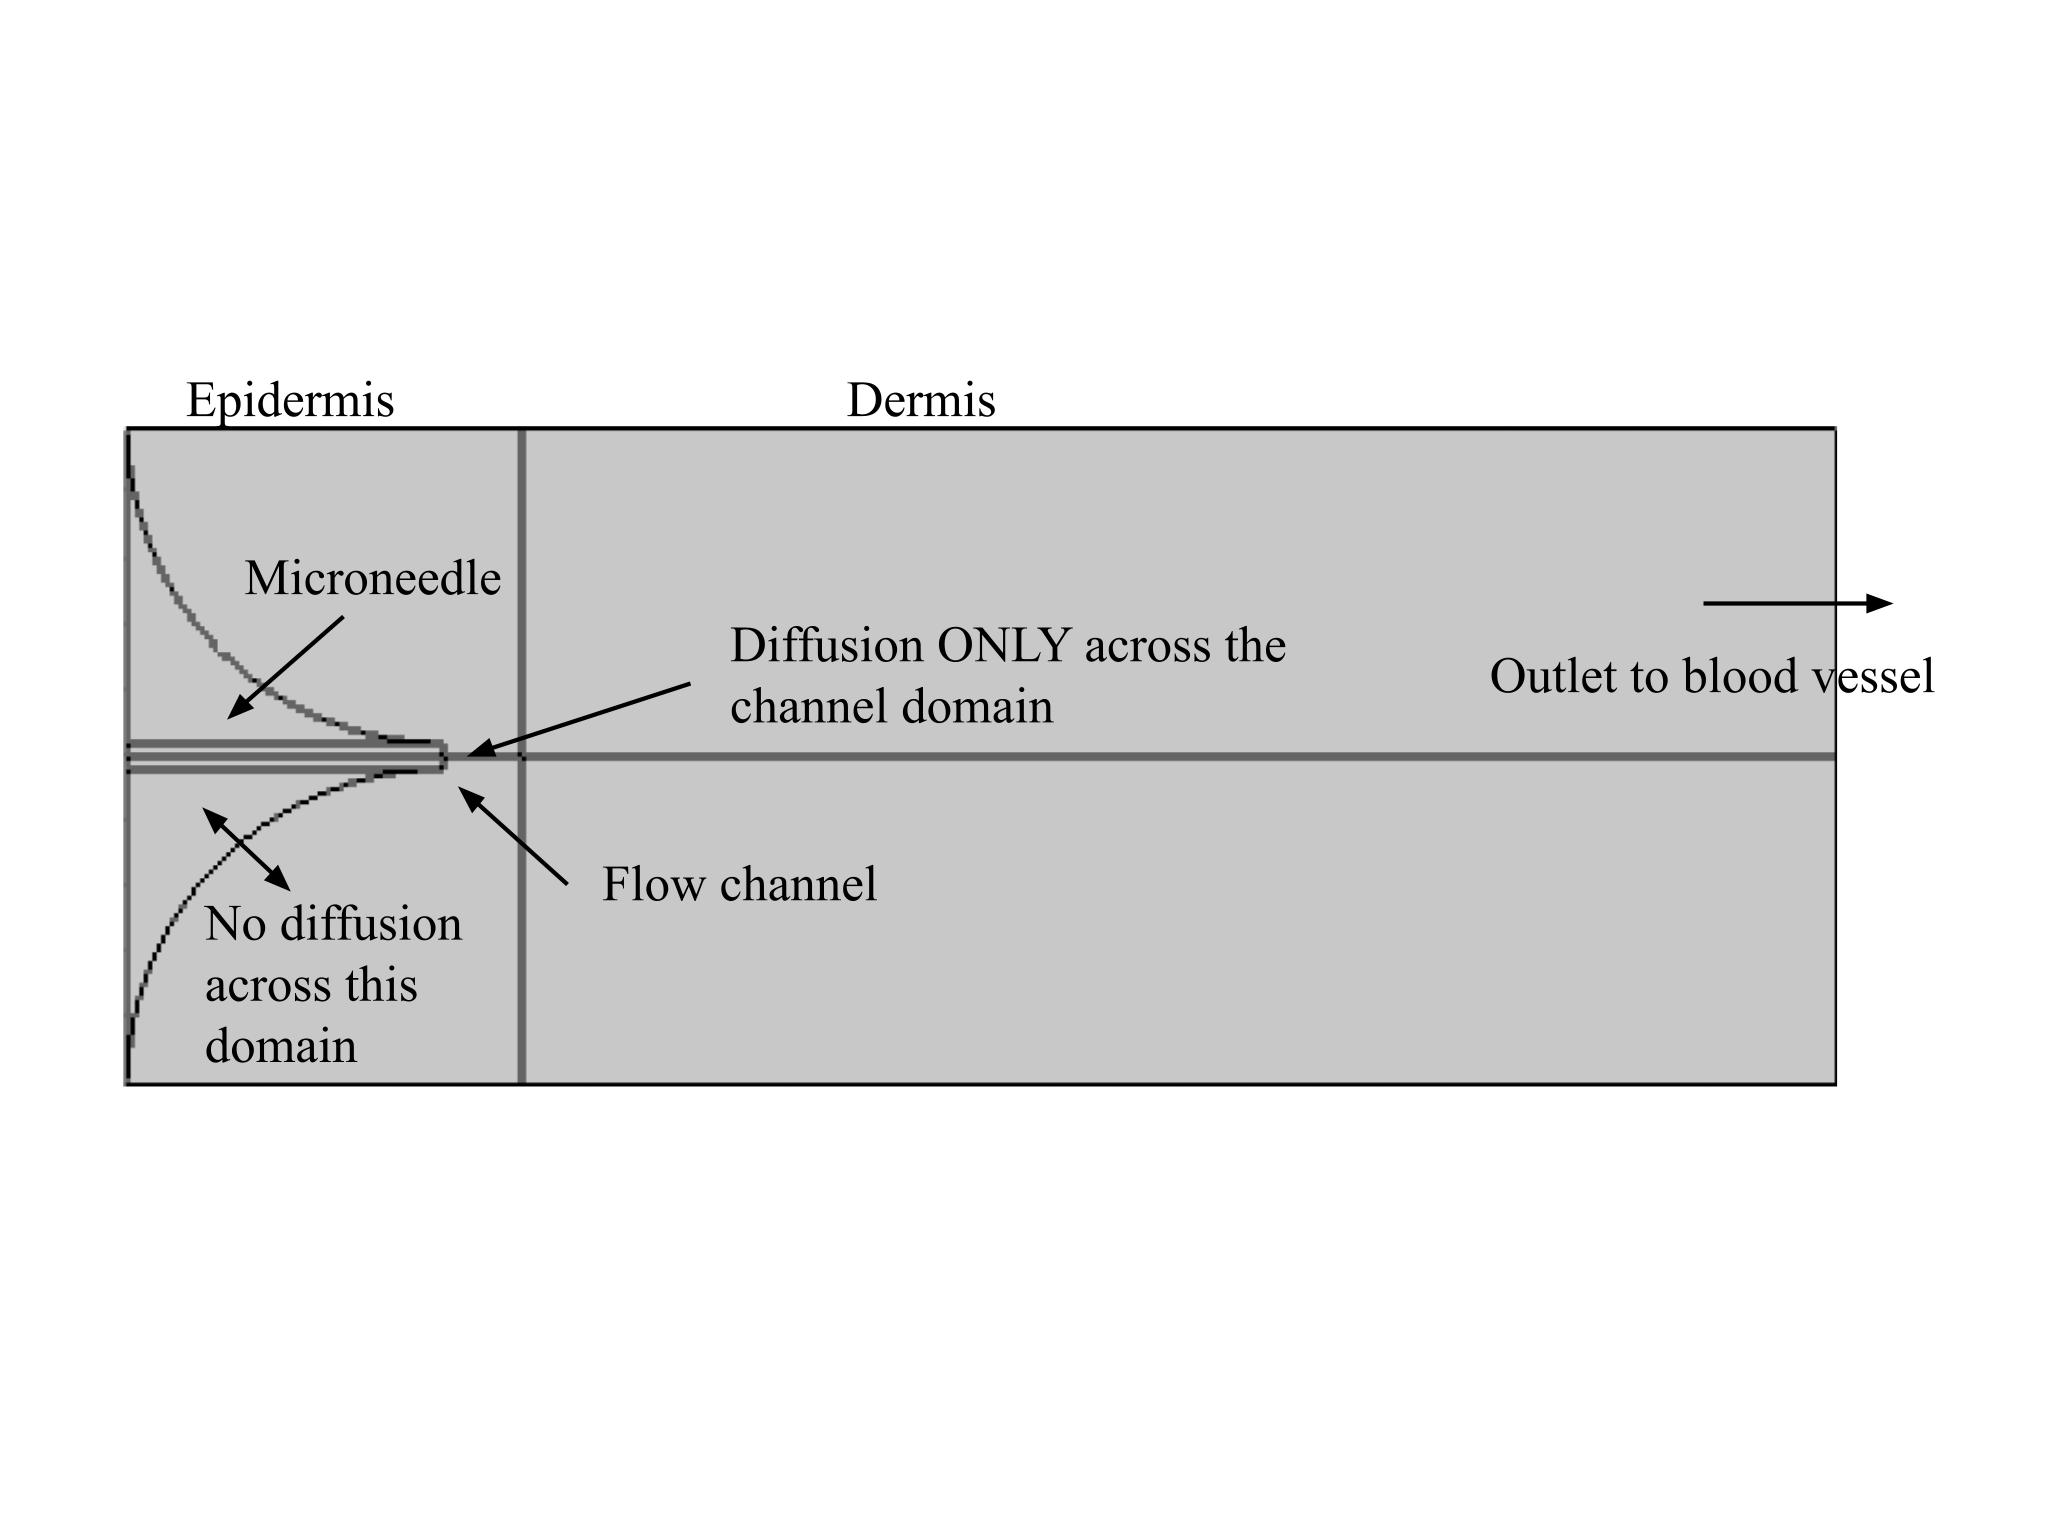 Epidermis
Dermis
Microneedle
Diffusion ONLY across the
channel domain
Outlet to blood vessel
Flow channel
No diffusion
across this
domain